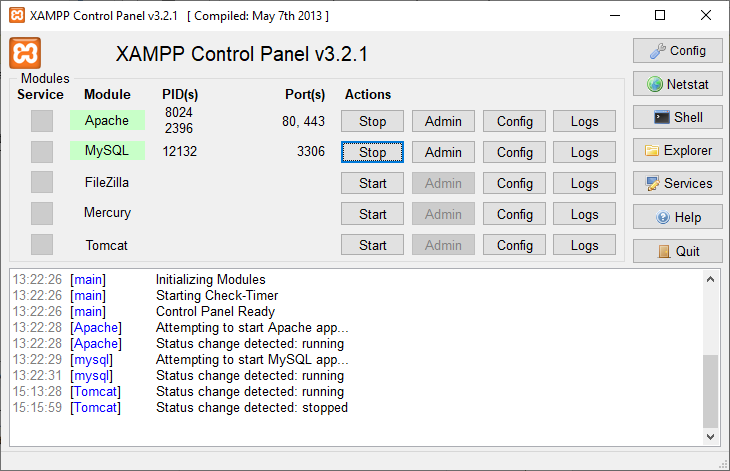 XAMPP Control Panel v3.2.1 [ Compiled: May 7th 2013 ]
XAMPP Control Panel v3.2.1
Config
Modules
Service Module PID(s) Port(s) Actions
Netstat
Apache 8024 2396 80, 443 Stop Admin Config Logs
Shell
MySQL 12132 3306 Stop Admin Config Logs
Explorer
FileZilla Start Admin Config Logs
Services
Mercury Start Admin Config Logs
Help
Tomcat Start Admin Config Logs
Quit
13:22:26 [main] Initializing Modules
13:22:26 [main] Starting Check-Timer
13:22:26 [main] Control Panel Ready
13:22:28 [Apache] Attempting to start Apache app...
13:22:28 [Apache] Status change detected: running
13:22:29 [mysql] Attempting to start MySQL app...
13:22:31 [mysql] Status change detected: running
15:13:28 [Tomcat] Status change detected: running
15:15:59 [Tomcat] Status change detected: stopped